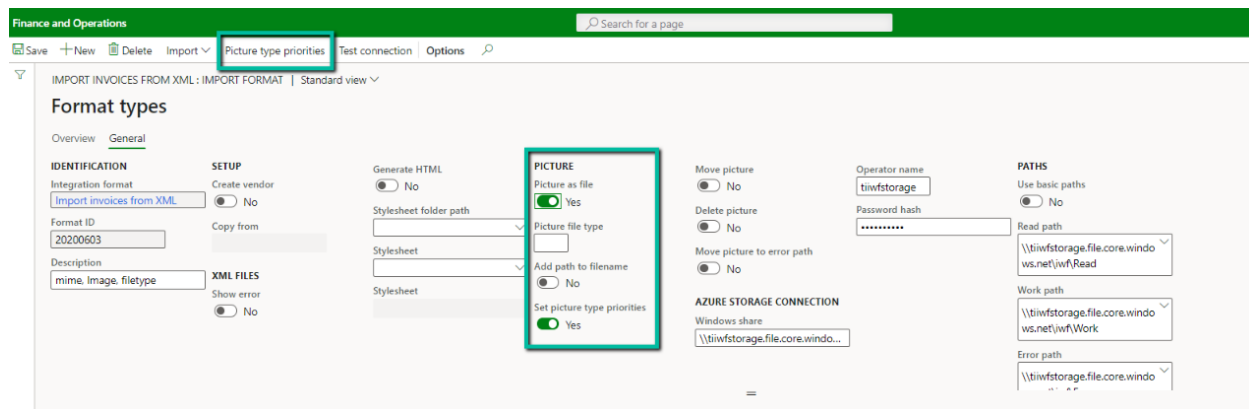 Finance and Operations
Search for a page
Save New Delete Import Picture type priorities Test connection Options
IMPORT INVOICES FROM XML : IMPORT FORMAT | Standard view
Format types
Overview General
IDENTIFICATION
Integration format
Import invoices from XML
Format ID
20200603
Description
mime, Image, filetype
SETUP
Create vendor
No
Copy from
XML FILES
Show error
No
Generate HTML
No
Stylesheet folder path
Stylesheet
Stylesheet
PICTURE
Picture as file
Yes
Picture file type
Add path to filename
No
Set picture type priorities
Yes
Move picture
No
Delete picture
No
Move picture to error path
No
AZURE STORAGE CONNECTION
Windows share
\\tiiwfstorage.file.core.windo...
Operator name
tiiwfstorage
Password hash
••••••••••
PATHS
Use basic paths
No
Read path
\\tiiwfstorage.file.core.windo
ws.net\iwf\Read
Work path
\\tiiwfstorage.file.core.windo
ws.net\iwf\Work
Error path
\\tiiwfstorage.file.core.windo